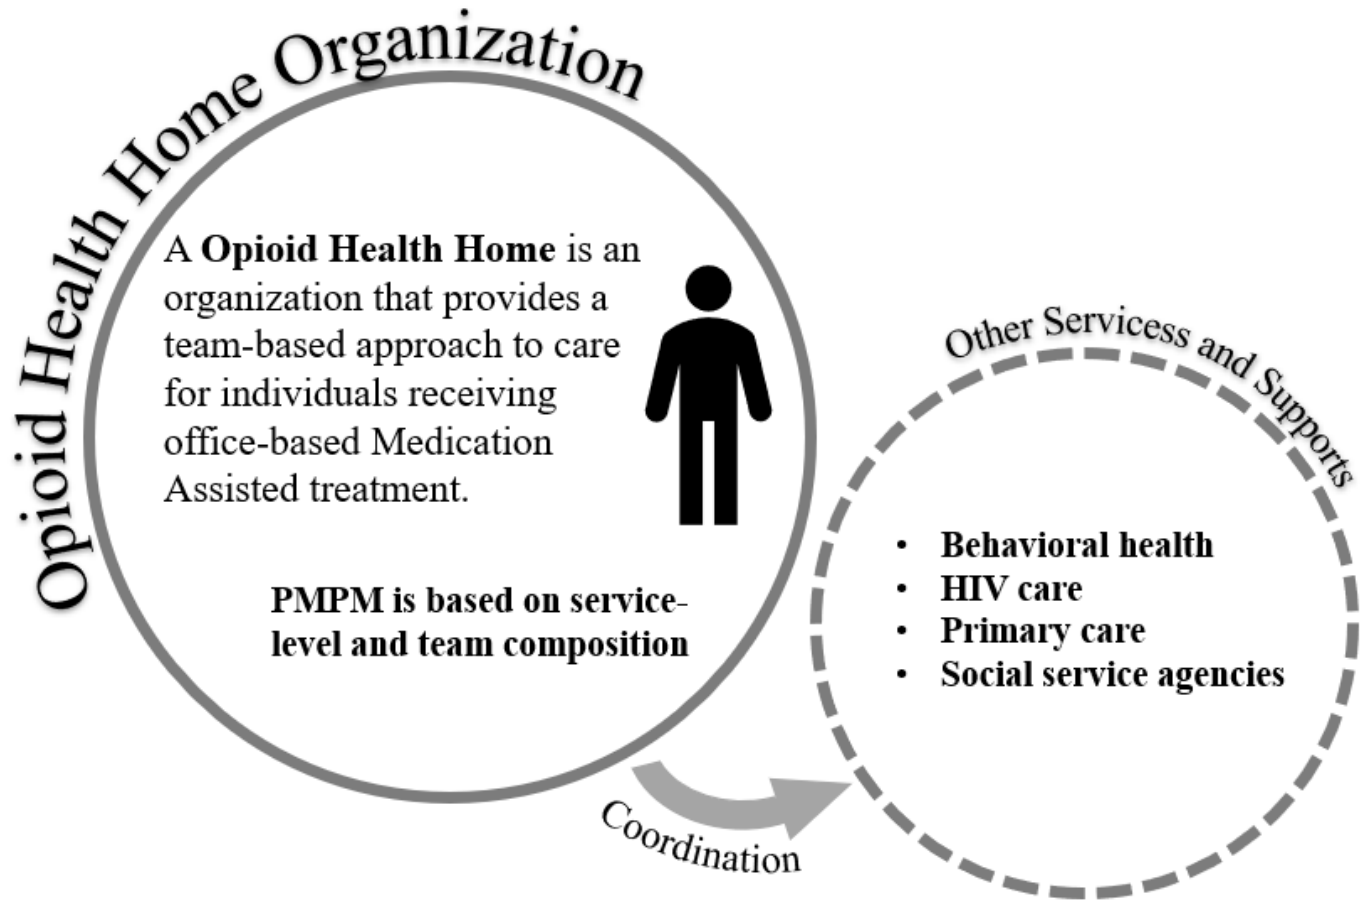 Opioid Health Home Organization
A Opioid Health Home is an
organization that provides a
team-based approach to care
for individuals receiving
office-based Medication
Assisted treatment.
PMPM is based on service-
level and team composition
Coordination
Other Servicess and Supports
• Behavioral health
• HIV care
• Primary care
• Social service agencies